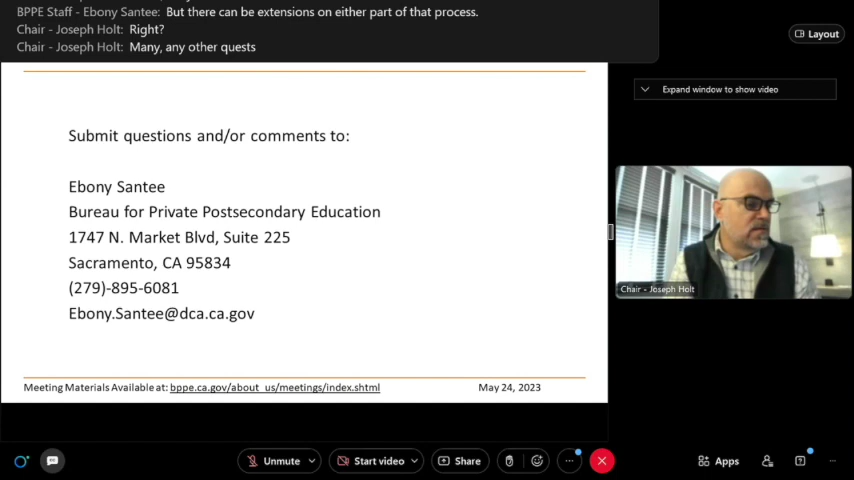 BPPE Staff - Ebony Santee: But there can be extensions on either part of that process.
Chair - Joseph Holt: Right?
Chair - Joseph Holt: Many, any other quests
Layout
Expand window to show video
Submit questions and/or comments to:
Ebony Santee
Bureau for Private Postsecondary Education
1747 N. Market Blvd, Suite 225
Sacramento, CA 95834
(279)-895-6081
Ebony.Santee@dca.ca.gov
Chair - Joseph Holt
Meeting Materials Available at: bppe.ca.gov/about_us/meetings/index.shtml May 24, 2023
Unmute Start video Share Apps